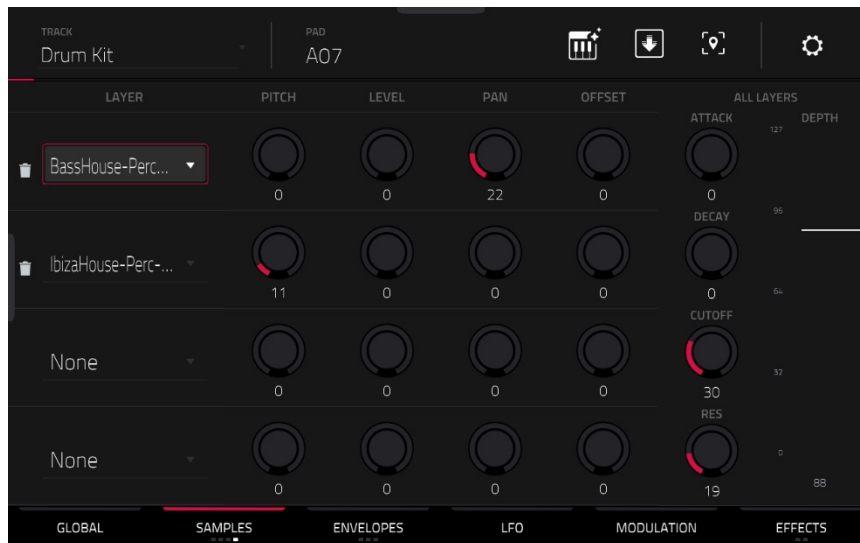 TRACK
Drum Kit
PAD
A07
LAYER PITCH LEVEL PAN OFFSET ALL LAYERS
ATTACK DEPTH
127
BassHouse-Perc...
0 0 22 0 0
DECAY
96
IbizaHouse-Perc-...
11 0 0 0 0
64
CUTOFF
None
32
0 0 0 0 30
RES
None
0
0 0 0 0 19
88
GLOBAL SAMPLES ENVELOPES LFO MODULATION EFFECTS